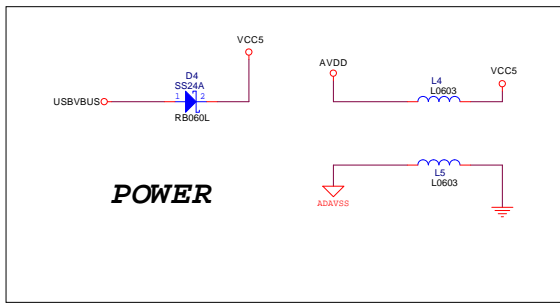 VCC5
D4
SS24A
USBVBUS
1 2
RB060L
AVDD
L4
L0603
VCC5
L5
L0603
ADAVSS
POWER